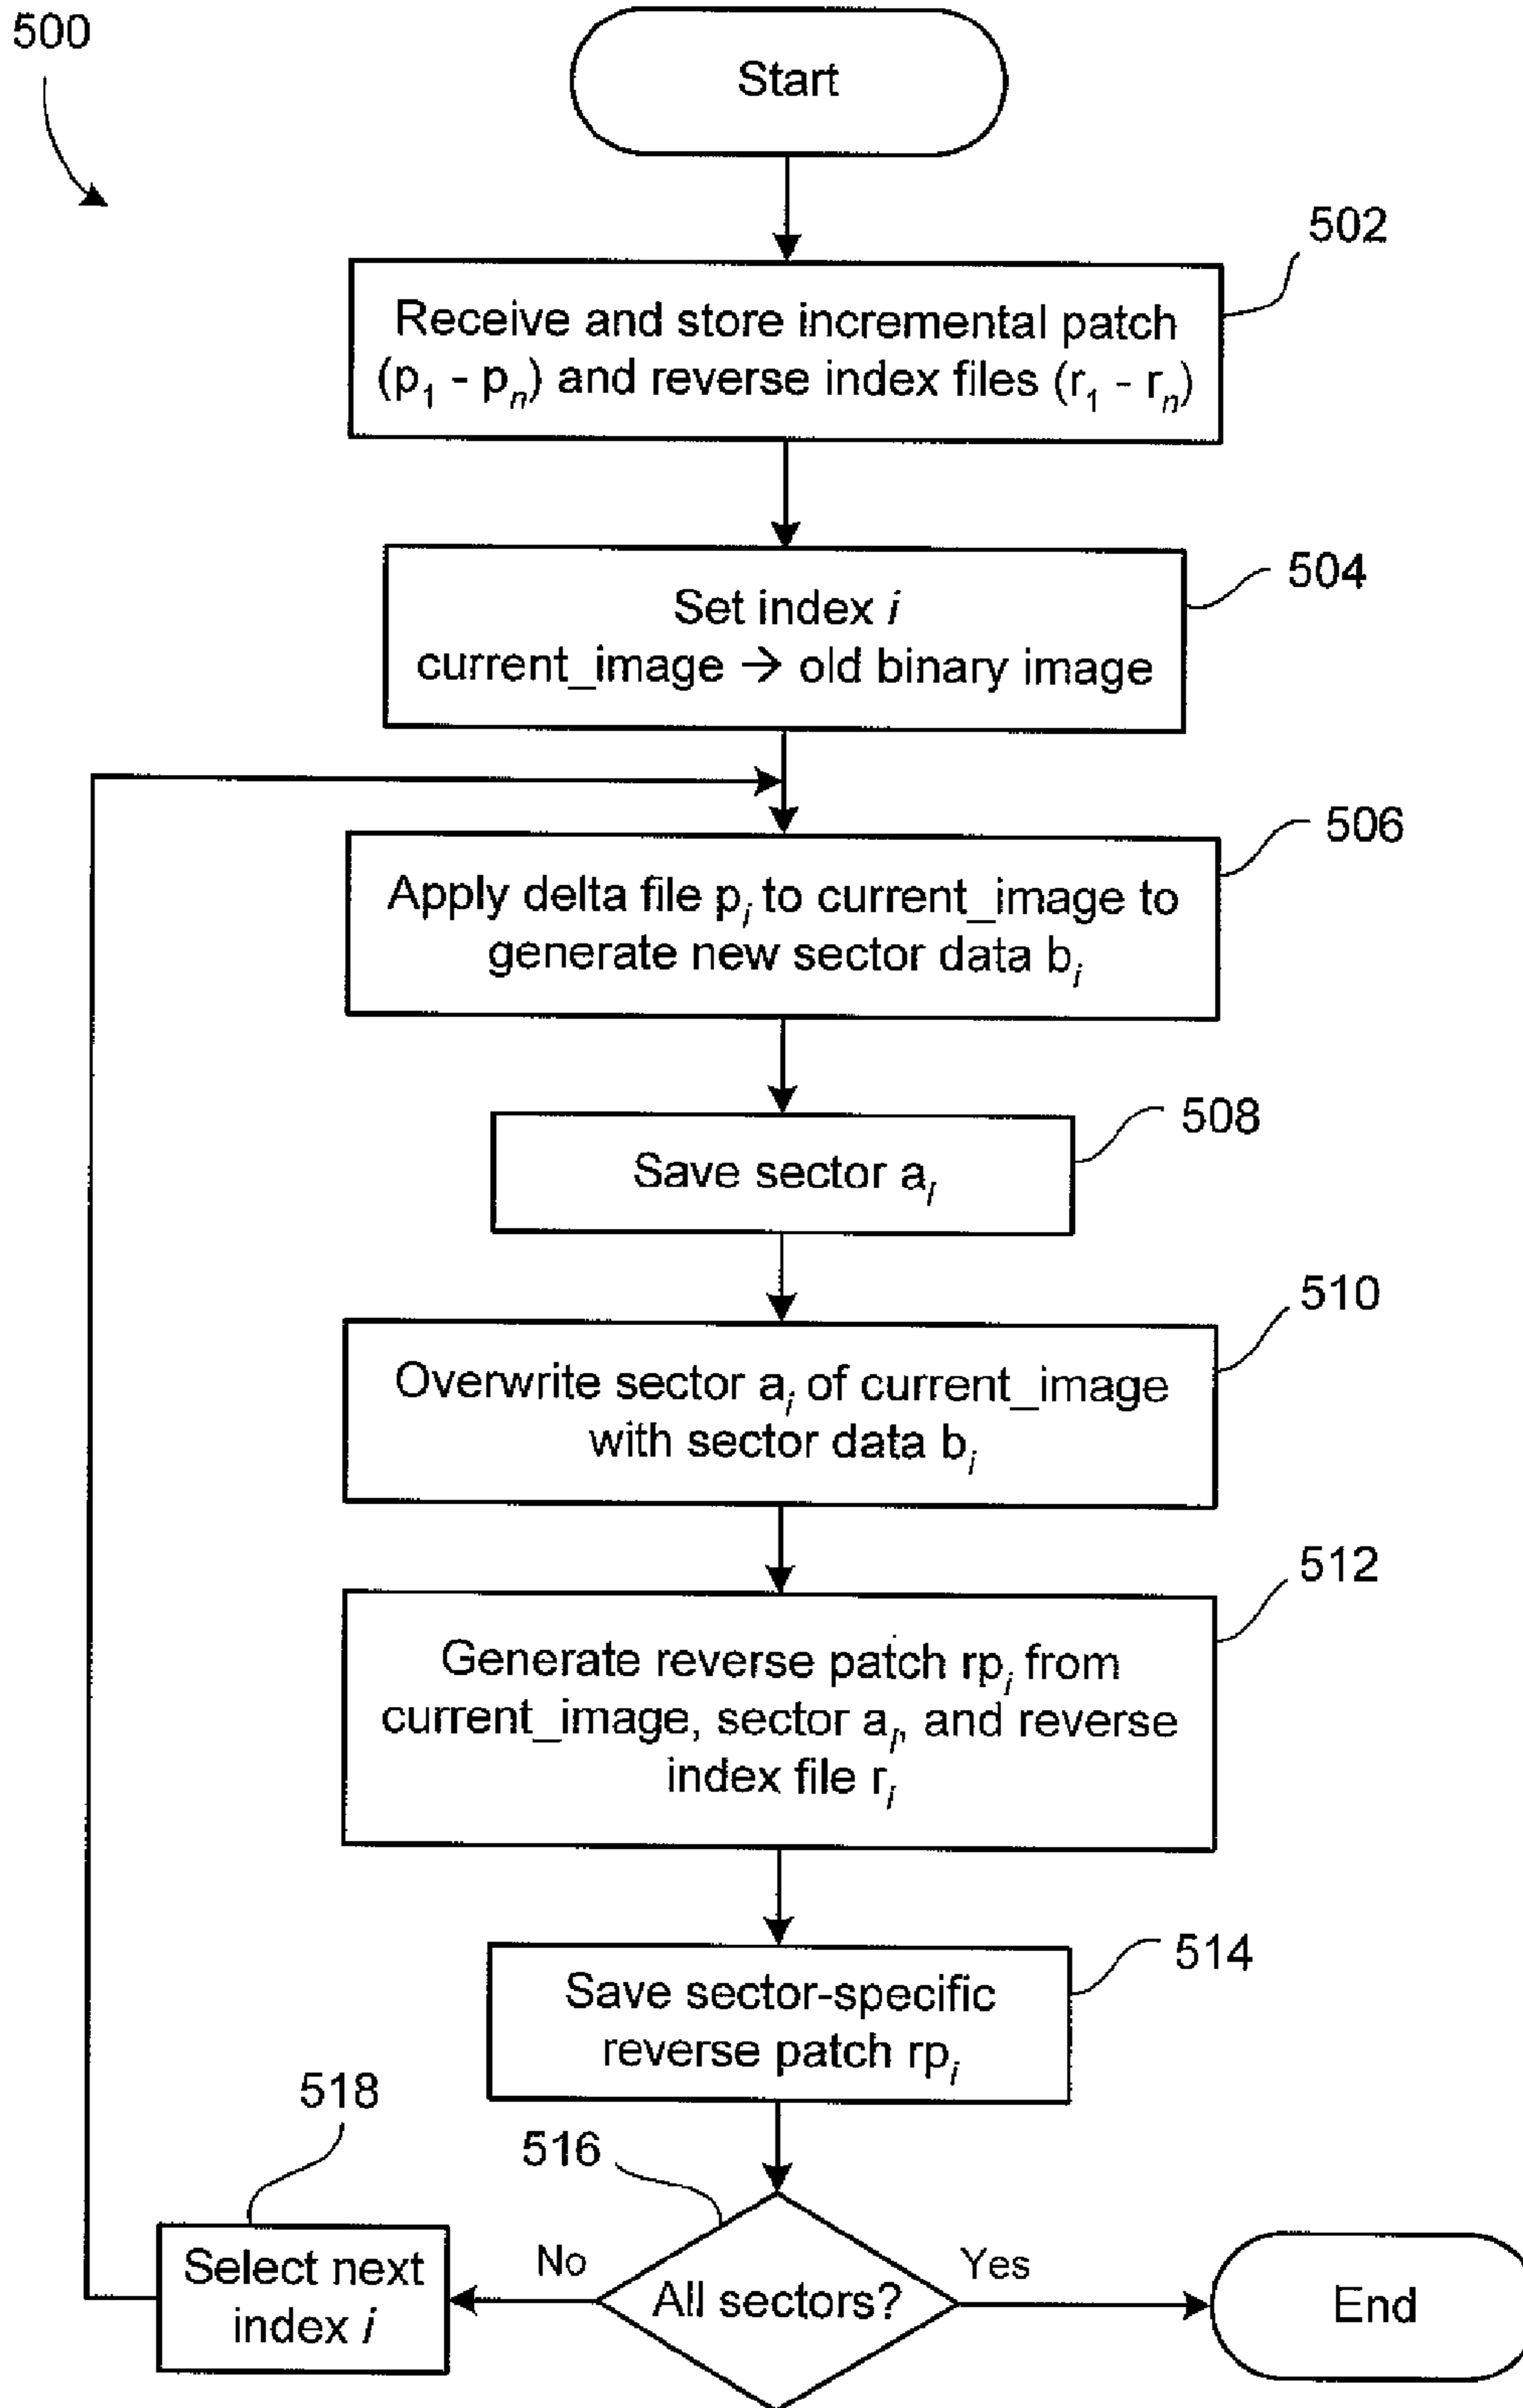 500
Start
502
Receive and store incremental patch
(p₁ - pₙ) and reverse index files (r₁ - rₙ)
504
Set index i
current_image → old binary image
506
Apply delta file pᵢ to current_image to
generate new sector data bᵢ
508
Save sector aᵢ
510
Overwrite sector aᵢ of current_image
with sector data bᵢ
512
Generate reverse patch rpᵢ from
current_image, sector aᵢ, and reverse
index file rᵢ
514
Save sector-specific
reverse patch rpᵢ
516
All sectors?
No
Yes
518
Select next
index i
End